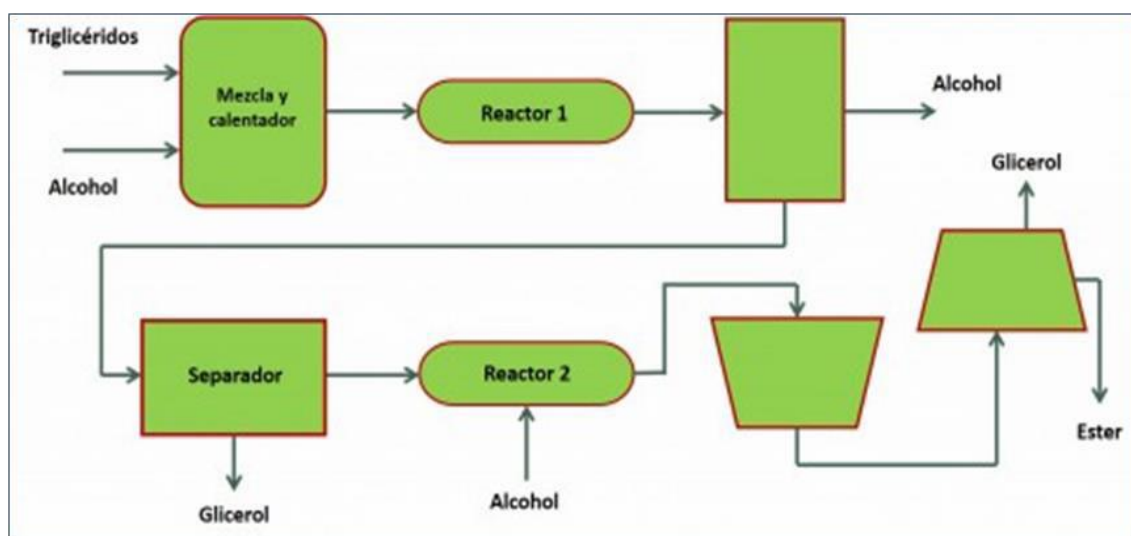 Triglicéridos
Mezcla y
calentador
Alcohol
Reactor 1
Alcohol
Glicerol
Separador
Glicerol
Reactor 2
Alcohol
Ester